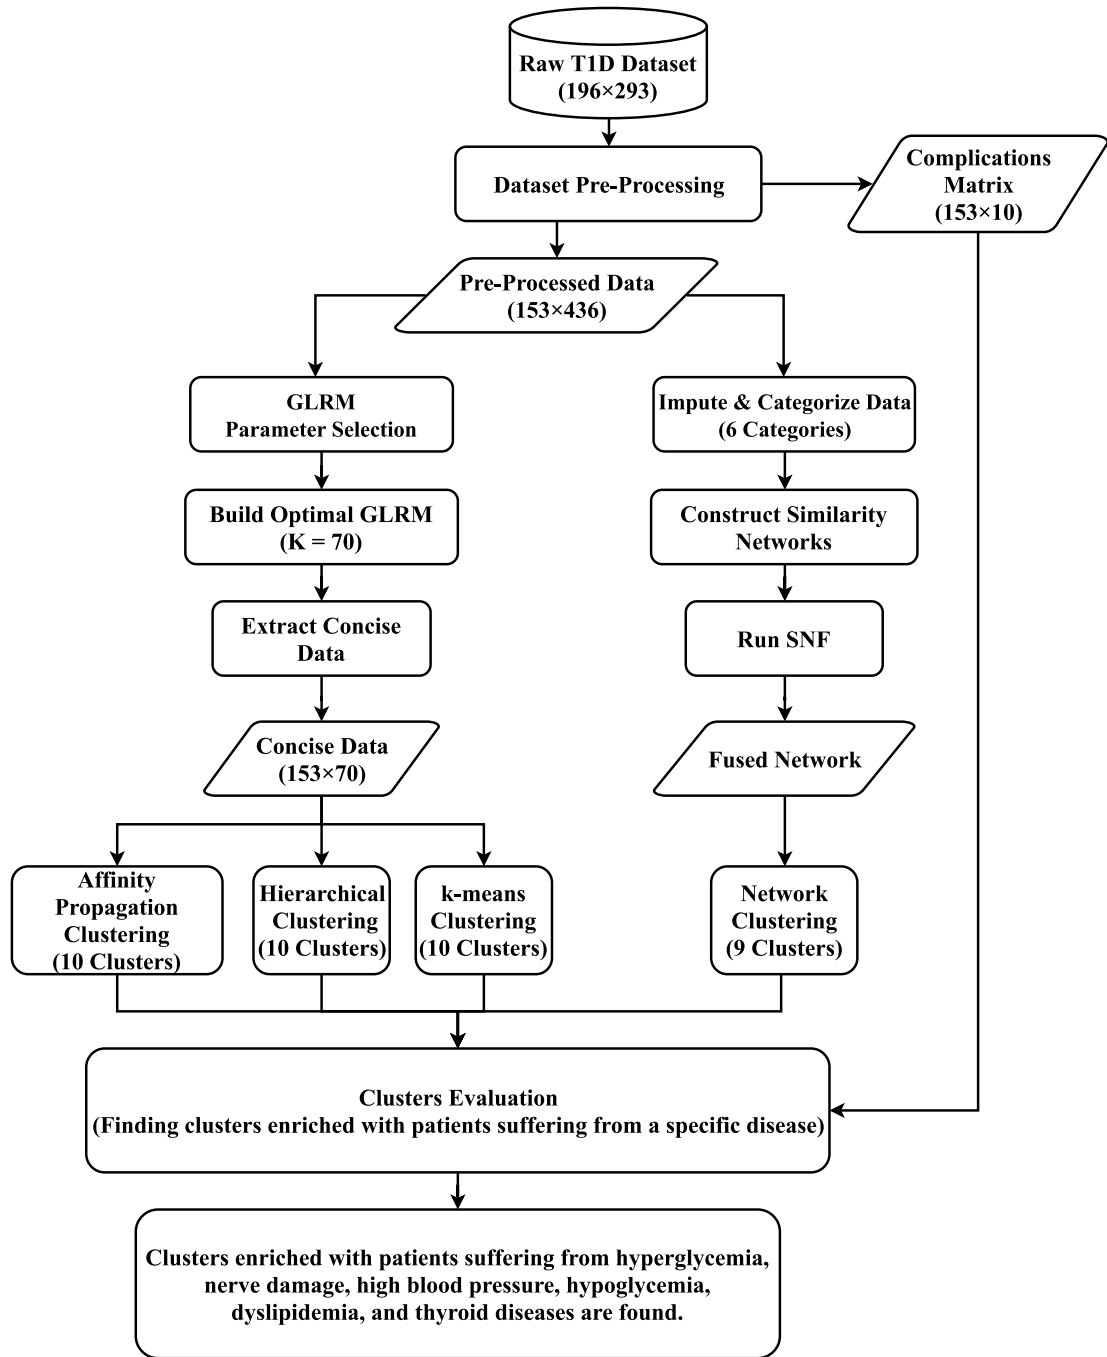 Raw T1D Dataset
(196×293)
Dataset Pre-Processing
Complications
Matrix
(153×10)
Pre-Processed Data
(153×436)
GLRM
Parameter Selection
Impute & Categorize Data
(6 Categories)
Build Optimal GLRM
(K = 70)
Construct Similarity
Networks
Extract Concise
Data
Run SNF
Concise Data
(153×70)
Fused Network
Affinity
Propagation
Clustering
(10 Clusters)
Hierarchical
Clustering
(10 Clusters)
k-means
Clustering
(10 Clusters)
Network
Clustering
(9 Clusters)
Clusters Evaluation
(Finding clusters enriched with patients suffering from a specific disease)
Clusters enriched with patients suffering from hyperglycemia,
nerve damage, high blood pressure, hypoglycemia,
dyslipidemia, and thyroid diseases are found.